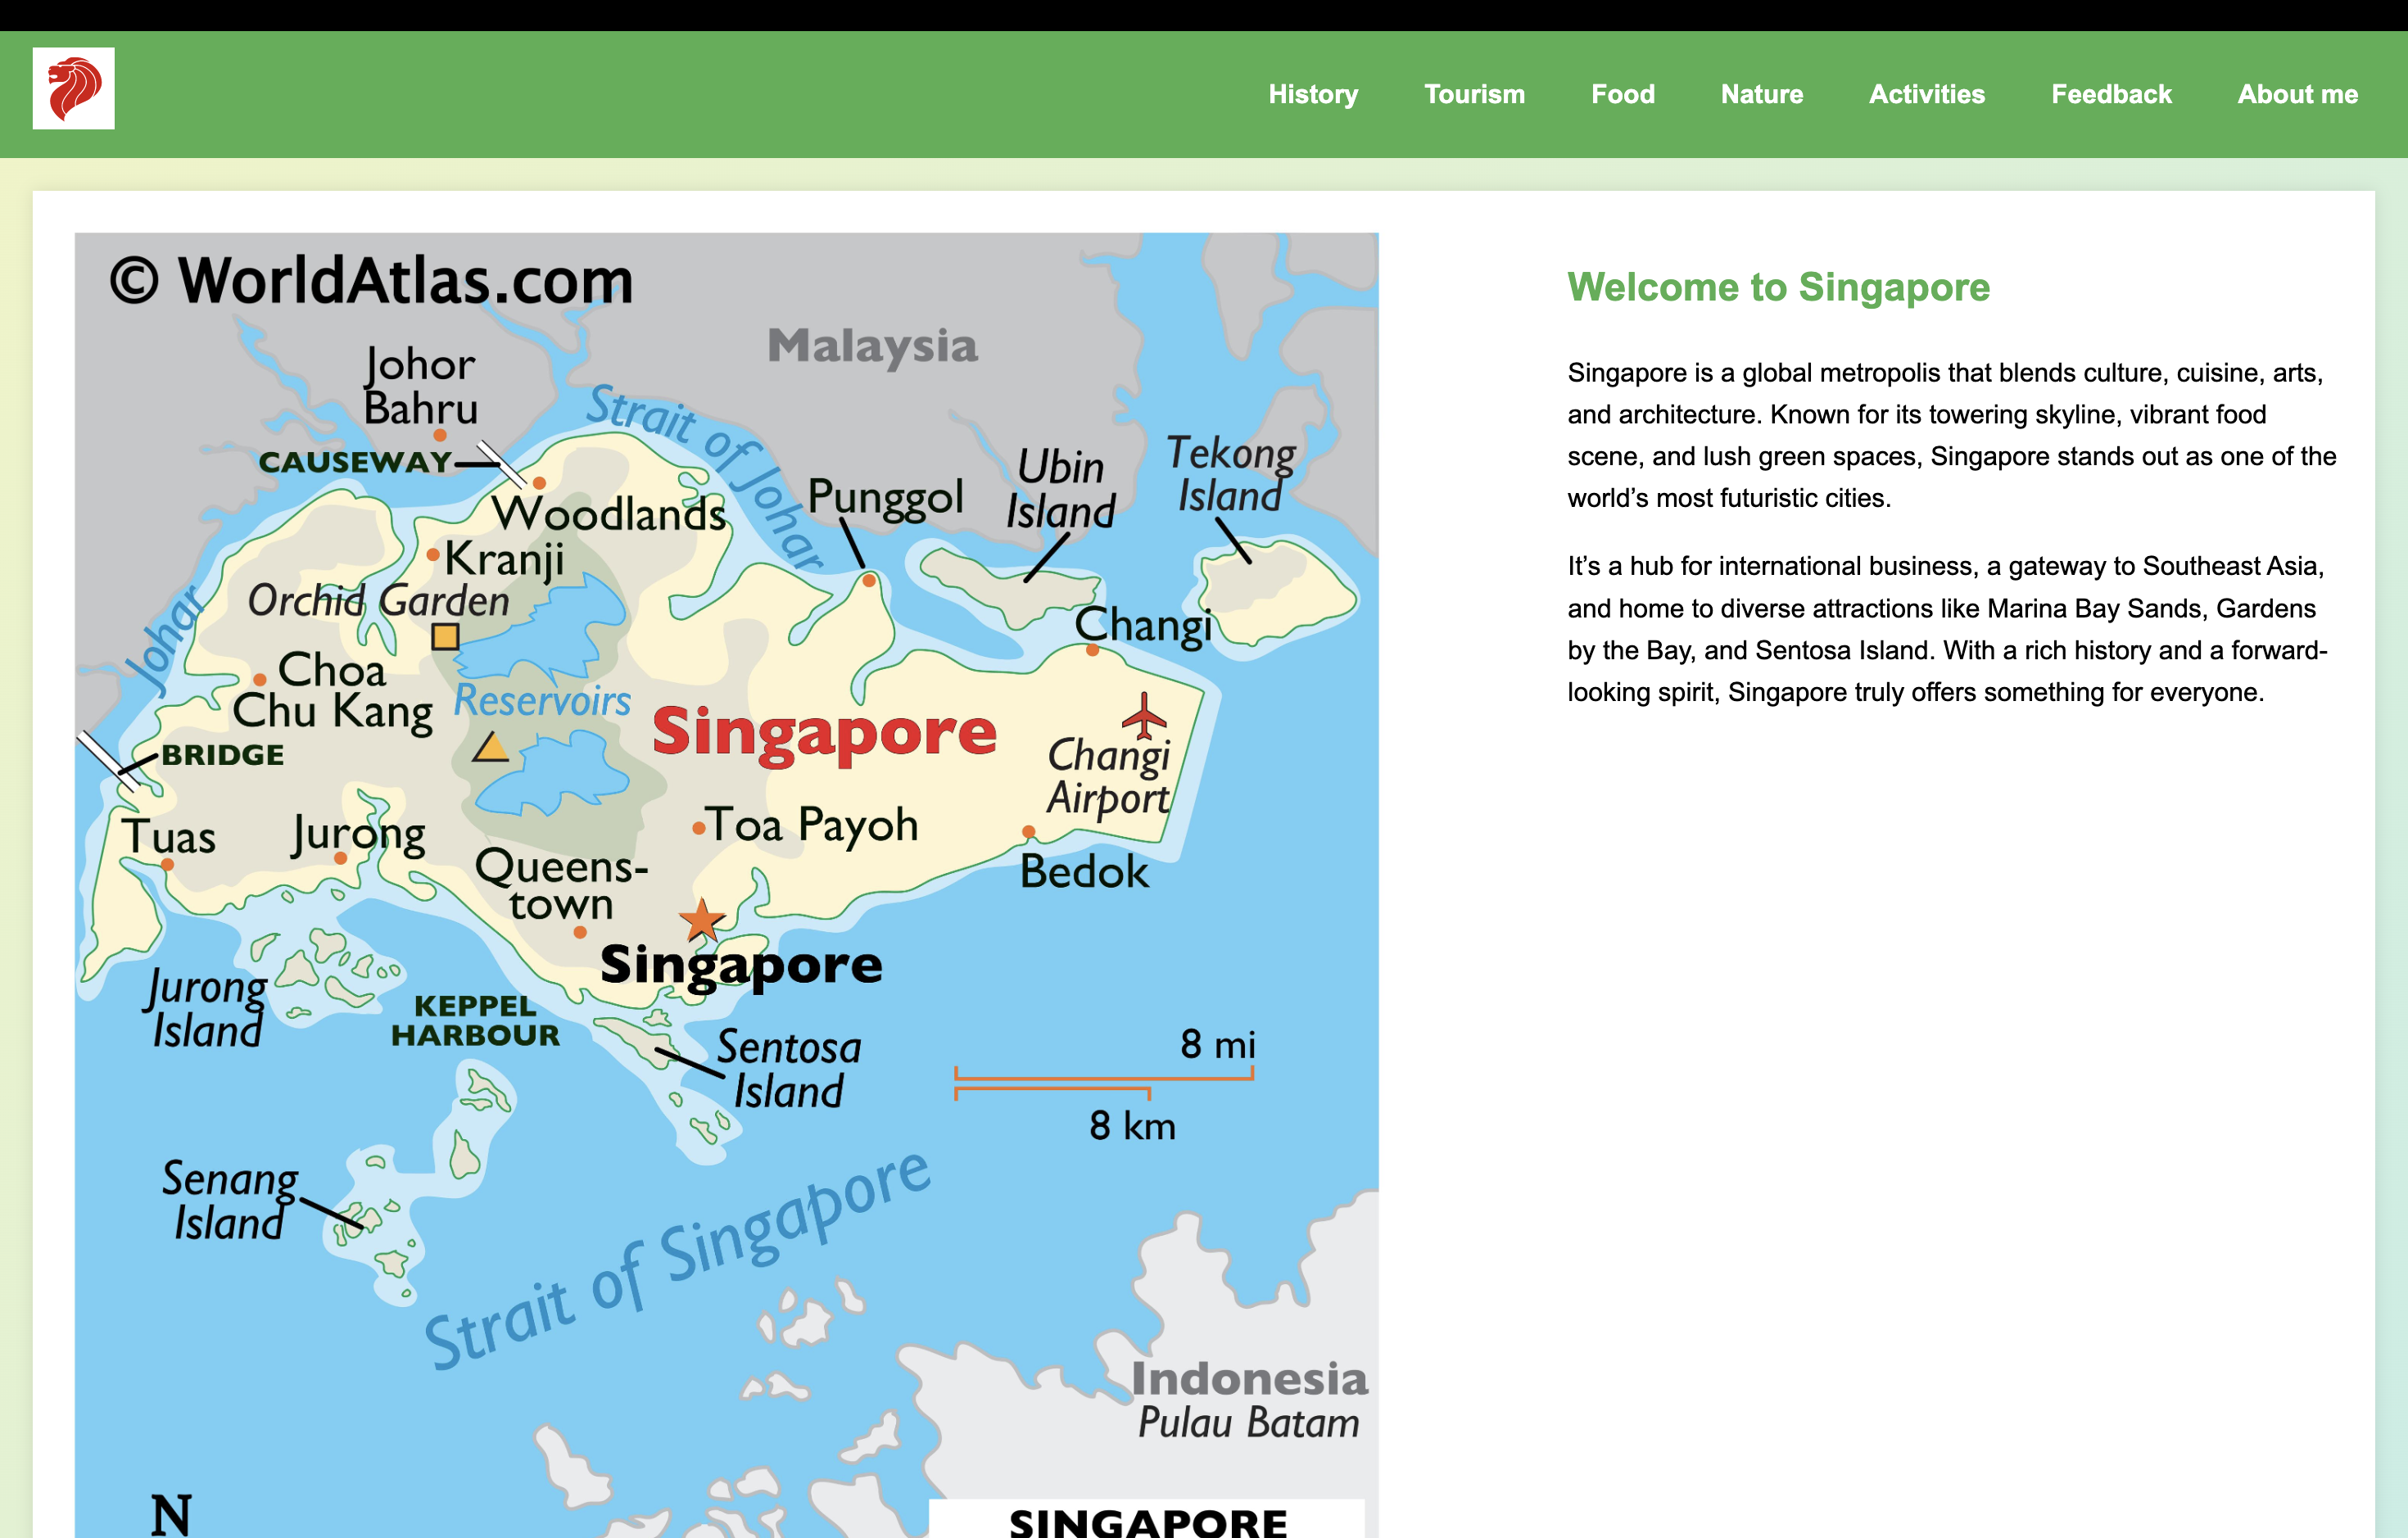 History Tourism Food Nature Activities Feedback About me
© WorldAtlas.com
Malaysia
Johor
Bahru
CAUSEWAY
Strait of Johar
Woodlands
Kranji
Punggol
Ubin
Island
Tekong
Island
Orchid Garden
Johar
Changi
Choa
Chu Kang
Reservoirs
Singapore
BRIDGE
Changi
Airport
Tuas
Jurong
Toa Payoh
Queens-
town
Bedok
Singapore
Jurong
Island
KEPPEL
HARBOUR
Sentosa
Island
8 mi
8 km
Senang
Island
Strait of Singapore
Indonesia
Pulau Batam
N
SINGAPORE
Welcome to Singapore
Singapore is a global metropolis that blends culture, cuisine, arts,
and architecture. Known for its towering skyline, vibrant food
scene, and lush green spaces, Singapore stands out as one of the
world’s most futuristic cities.
It’s a hub for international business, a gateway to Southeast Asia,
and home to diverse attractions like Marina Bay Sands, Gardens
by the Bay, and Sentosa Island. With a rich history and a forward-
looking spirit, Singapore truly offers something for everyone.